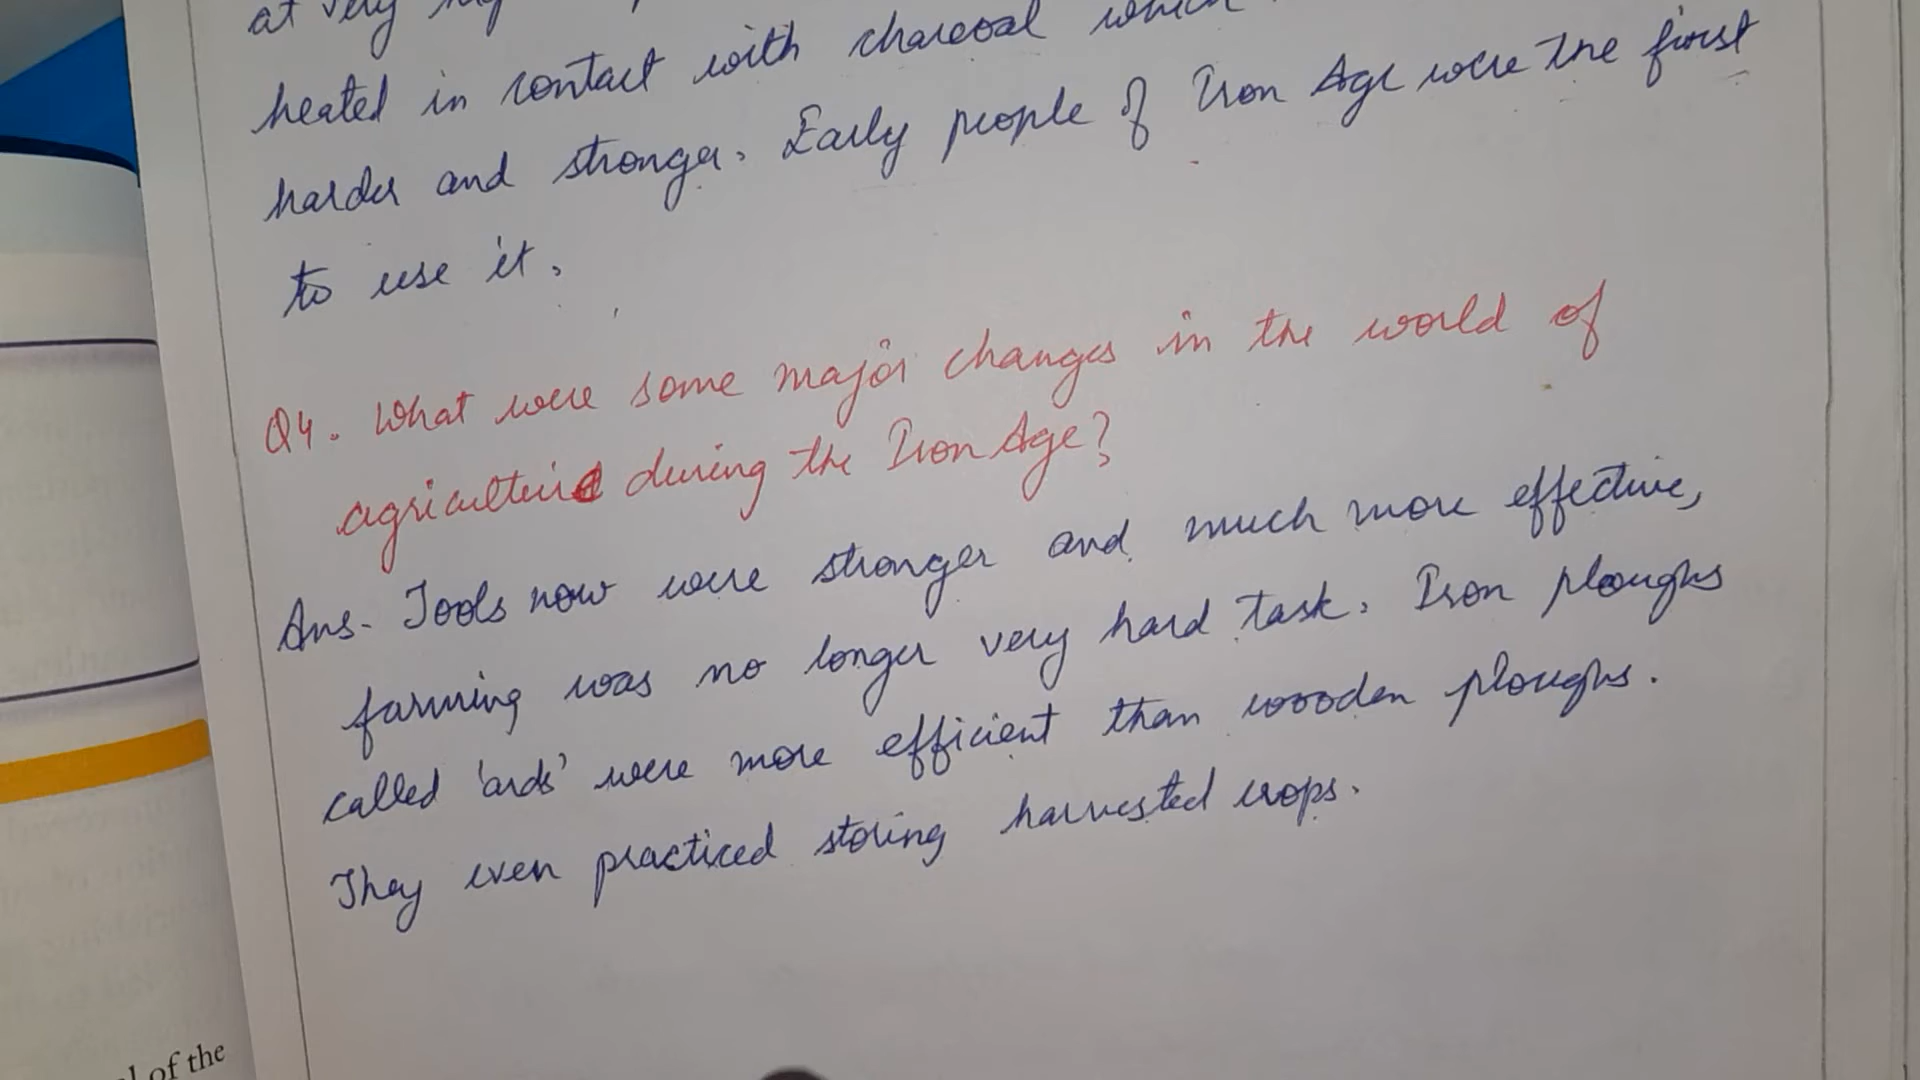 at very
heated in contact with charcoal which
harder and stronger. Early people of Iron Age were the first
to use it.
Q4. What were some major changes in the world of
agriculture during the Iron Age?
Ans- Tools now were stronger and much more effective,
farming was no longer very hard task. Iron ploughs
called 'ards' were more efficient than wooden ploughs.
They even practiced storing harvested crops.
of the